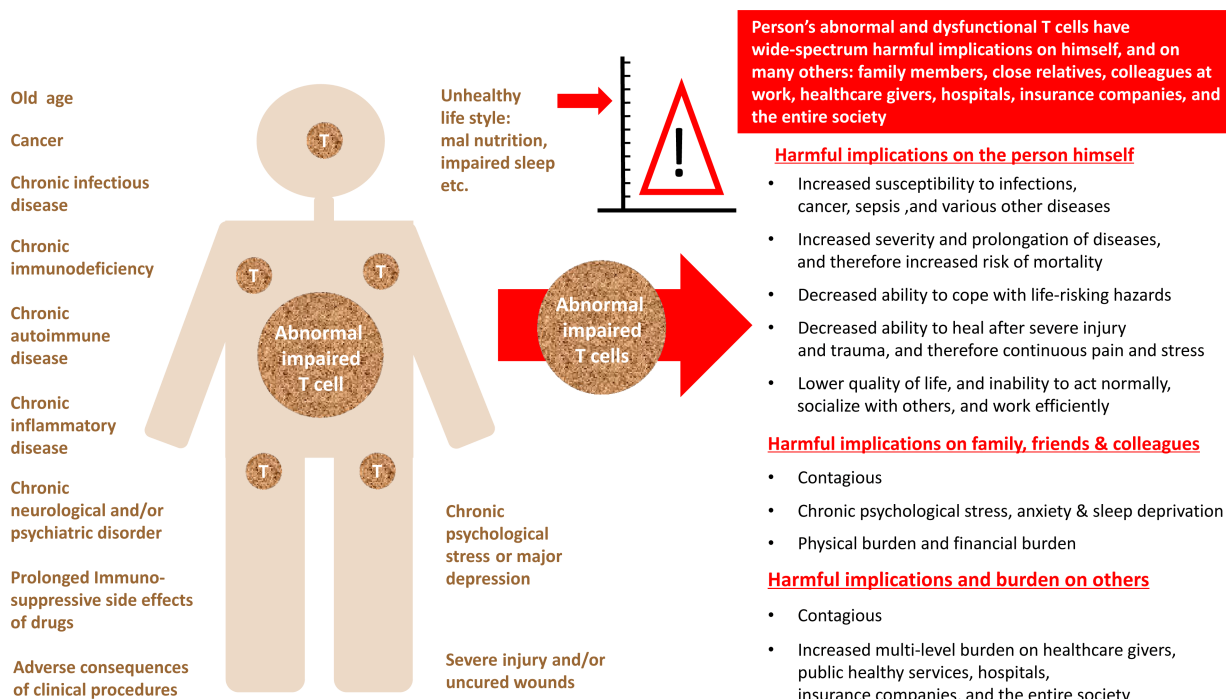 Old age
Cancer
Chronic infectious
disease
Chronic
immunodeficiency
Chronic
autoimmune
disease
Chronic
inflammatory
disease
Chronic
neurological and/or
psychiatric disorder
Prolonged Immuno-
suppressive side effects
of drugs
Adverse consequences
of clinical procedures
T
T
T
Abnormal
impaired
T cell
T
T
Unhealthy
life style:
mal nutrition,
impaired sleep
etc.
!
Abnormal
impaired
T cells
Chronic
psychological
stress or major
depression
Severe injury and/or
uncured wounds
Person's abnormal and dysfunctional T cells have
wide-spectrum harmful implications on himself, and on
many others: family members, close relatives, colleagues at
work, healthcare givers, hospitals, insurance companies, and
the entire society
Harmful implications on the person himself
• Increased susceptibility to infections,
cancer, sepsis ,and various other diseases
• Increased severity and prolongation of diseases,
and therefore increased risk of mortality
• Decreased ability to cope with life-risking hazards
• Decreased ability to heal after severe injury
and trauma, and therefore continuous pain and stress
• Lower quality of life, and inability to act normally,
socialize with others, and work efficiently
Harmful implications on family, friends & colleagues
• Contagious
• Chronic psychological stress, anxiety & sleep deprivation
• Physical burden and financial burden
Harmful implications and burden on others
• Contagious
• Increased multi-level burden on healthcare givers,
public healthy services, hospitals,
insurance companies, and the entire society